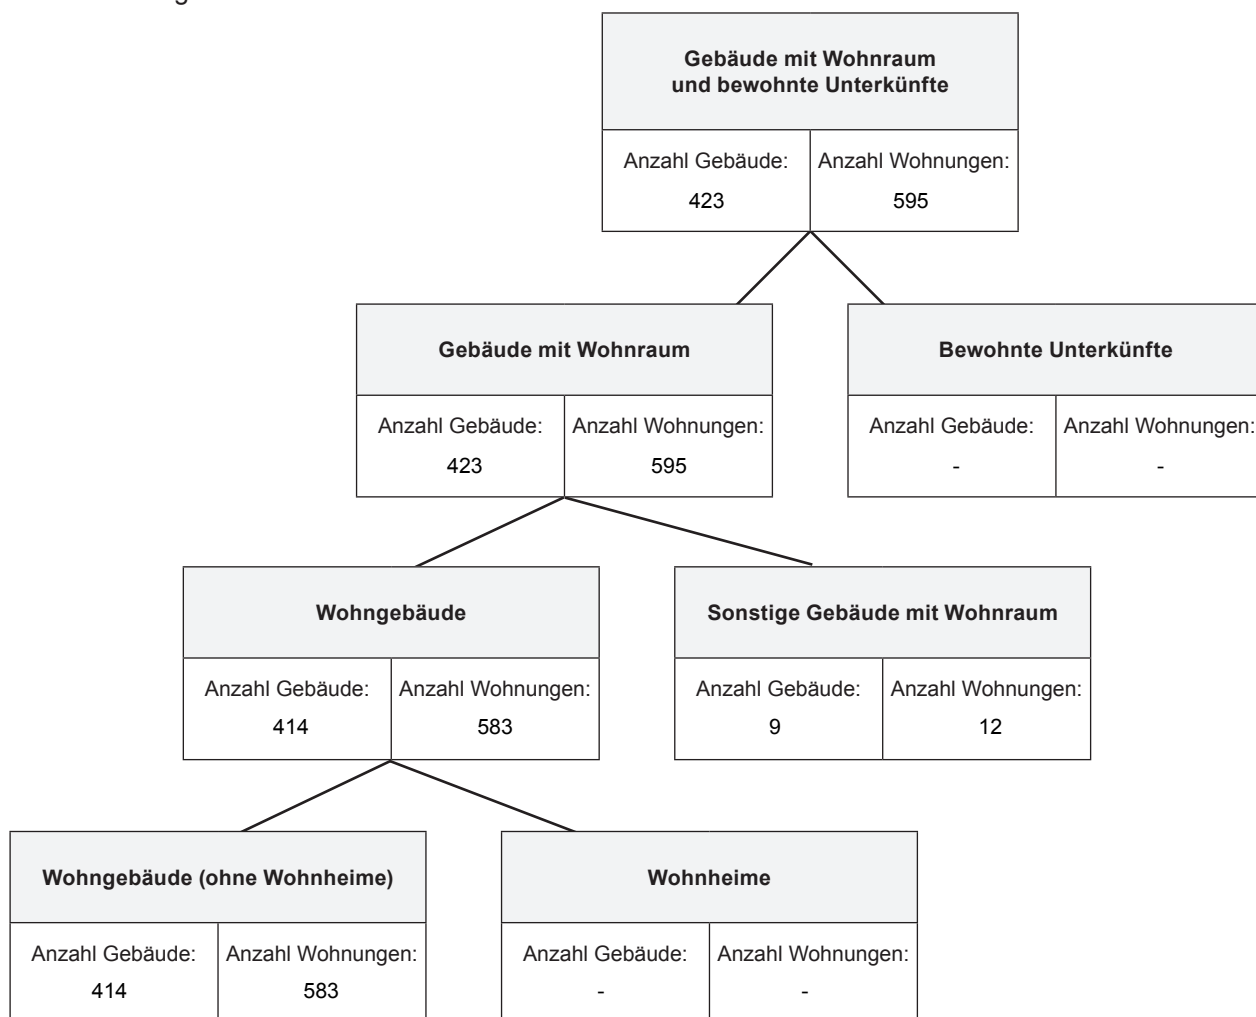 Gebäude mit Wohnraum
und bewohnte Unterkünfte
Anzahl Gebäude: Anzahl Wohnungen:
423 595
Gebäude mit Wohnraum
Anzahl Gebäude: Anzahl Wohnungen:
423 595
Bewohnte Unterkünfte
Anzahl Gebäude: Anzahl Wohnungen:
- -
Wohngebäude
Anzahl Gebäude: Anzahl Wohnungen:
414 583
Sonstige Gebäude mit Wohnraum
Anzahl Gebäude: Anzahl Wohnungen:
9 12
Wohngebäude (ohne Wohnheime)
Anzahl Gebäude: Anzahl Wohnungen:
414 583
Wohnheime
Anzahl Gebäude: Anzahl Wohnungen:
- -